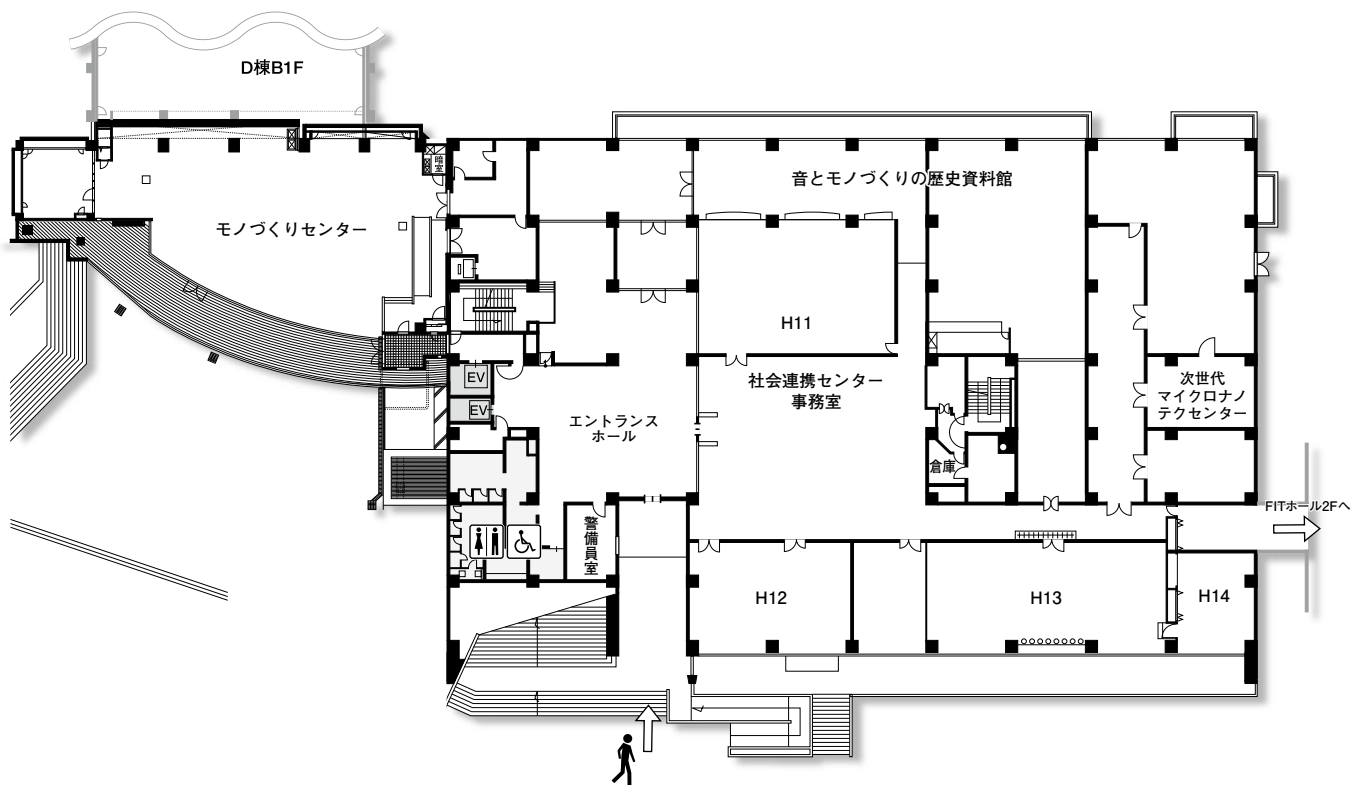 D棟B1F
暗室
音とモノづくりの歴史資料館
モノづくりセンター
H11
EV
EV
社会連携センター
事務室
次世代
マイクロナノ
テクセンター
エントランス
ホール
倉庫
FITホール2Fへ
警備員室
H12
H13
H14